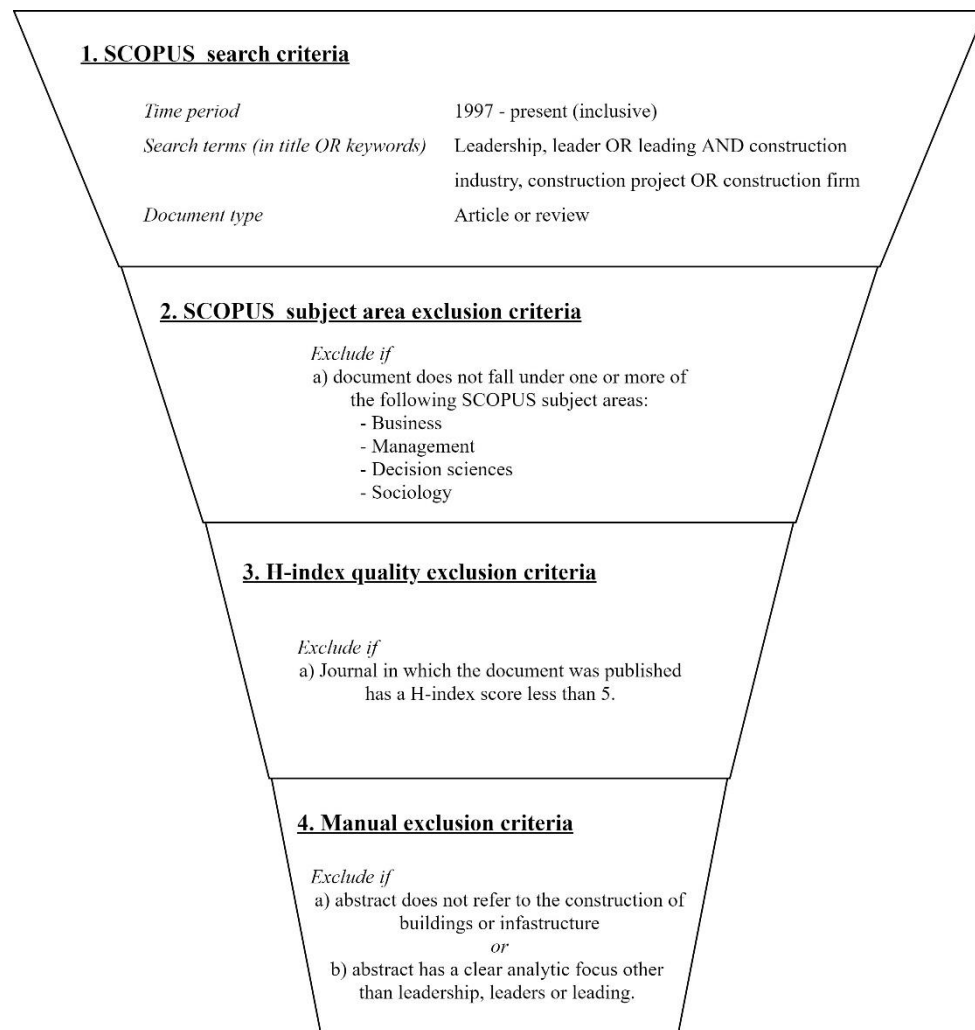 1. SCOPUS search criteria
Time period 1997 - present (inclusive)
Search terms (in title OR keywords) Leadership, leader OR leading AND construction
industry, construction project OR construction firm
Document type Article or review
2. SCOPUS subject area exclusion criteria
Exclude if
a) document does not fall under one or more of
the following SCOPUS subject areas:
- Business
- Management
- Decision sciences
- Sociology
3. H-index quality exclusion criteria
Exclude if
a) Journal in which the document was published
has a H-index score less than 5.
4. Manual exclusion criteria
Exclude if
a) abstract does not refer to the construction of
buildings or infastructure
or
b) abstract has a clear analytic focus other
than leadership, leaders or leading.